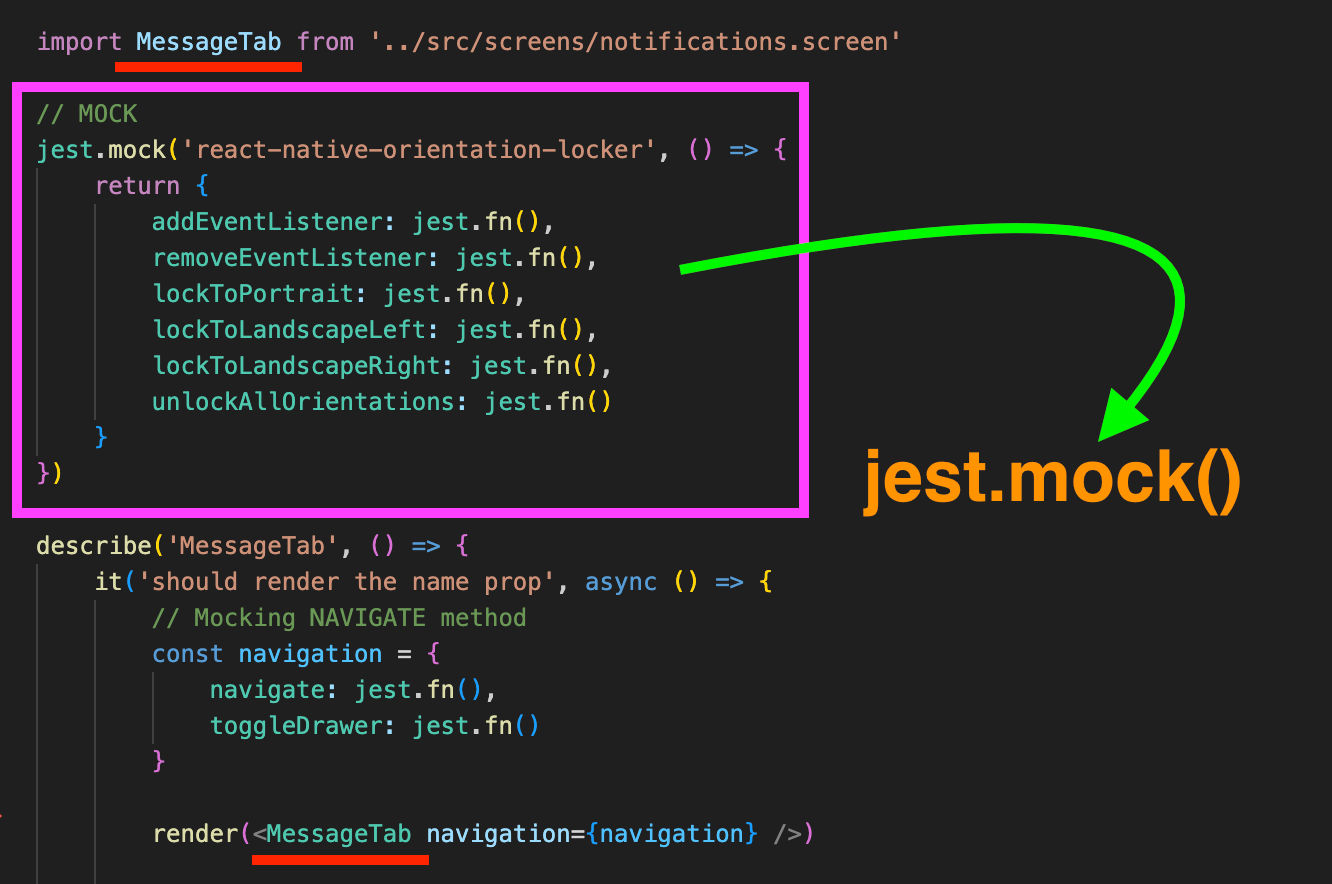 import MessageTab from '../src/screens/notifications.screen'
// MOCK
jest.mock('react-native-orientation-locker', () => {
    return {
        addEventListener: jest.fn(),
        removeEventListener: jest.fn(),
        lockToPortrait: jest.fn(),
        lockToLandscapeLeft: jest.fn(),
        lockToLandscapeRight: jest.fn(),
        unlockAllOrientations: jest.fn()
    }
})
jest.mock()
describe('MessageTab', () => {
    it('should render the name prop', async () => {
        // Mocking NAVIGATE method
        const navigation = {
            navigate: jest.fn(),
            toggleDrawer: jest.fn()
        }
        render(<MessageTab navigation={navigation} />)